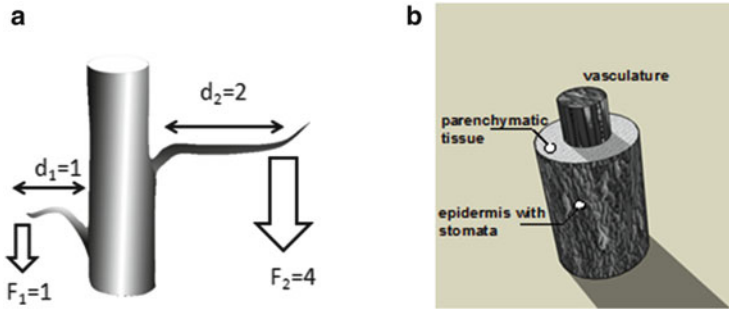 a
d₂=2
d₁=1
F₁=1
F₂=4
b
vasculature
parenchymatic
tissue
epidermis with
stomata